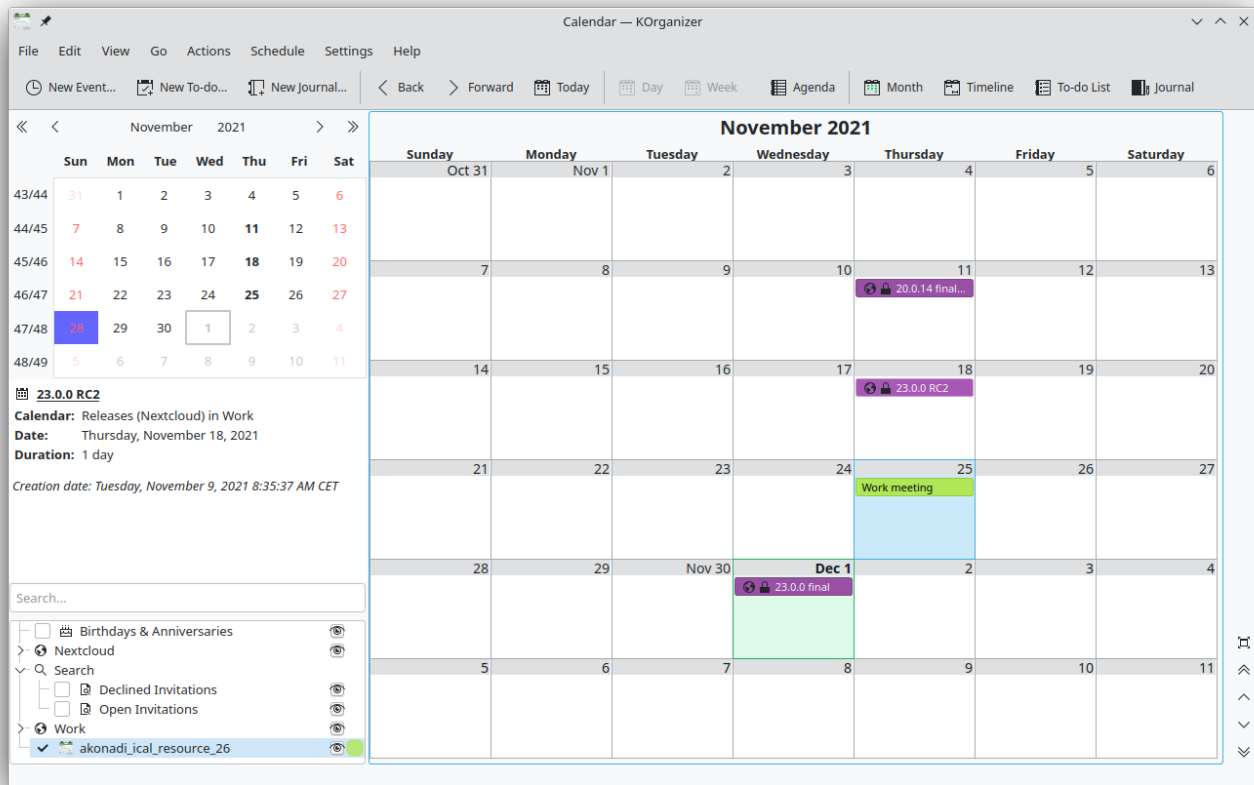 Calendar — KOrganizer
File Edit View Go Actions Schedule Settings Help
New Event... New To-do... New Journal... Back Forward Today Day Week Agenda Month Timeline To-do List Journal
November 2021
Sun Mon Tue Wed Thu Fri Sat
43/44 31 1 2 3 4 5 6
44/45 7 8 9 10 11 12 13
45/46 14 15 16 17 18 19 20
46/47 21 22 23 24 25 26 27
47/48 28 29 30 1 2 3 4
48/49 5 6 7 8 9 10 11
23.0.0 RC2
Calendar: Releases (Nextcloud) in Work
Date: Thursday, November 18, 2021
Duration: 1 day
Creation date: Tuesday, November 9, 2021 8:35:37 AM CET
Search...
Birthdays & Anniversaries
Nextcloud
Search
Declined Invitations
Open Invitations
Work
akonadi_ical_resource_26
November 2021
Sunday Monday Tuesday Wednesday Thursday Friday Saturday
Oct 31 Nov 1 2 3 4 5 6
7 8 9 10 11 12 13
20.0.14 final...
14 15 16 17 18 19 20
23.0.0 RC2
21 22 23 24 25 26 27
Work meeting
28 29 Nov 30 Dec 1 2 3 4
23.0.0 final
5 6 7 8 9 10 11